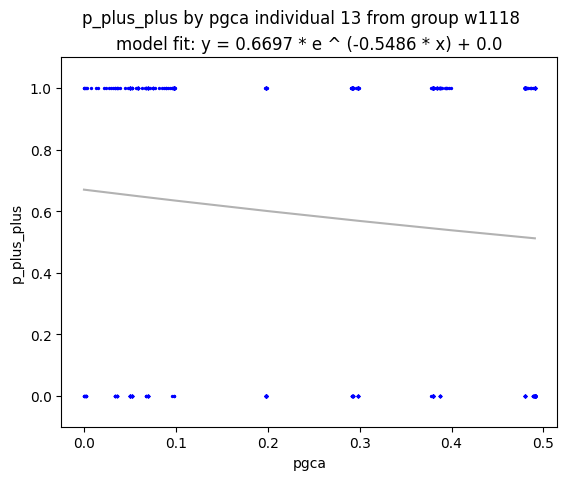 p_plus_plus by pgca individual 13 from group w1118
model fit: y = 0.6697 * e ^ (-0.5486 * x) + 0.0
1.0
0.8
0.6
0.4
0.2
0.0
p_plus_plus
0.0 0.1 0.2 0.3 0.4 0.5
pgca